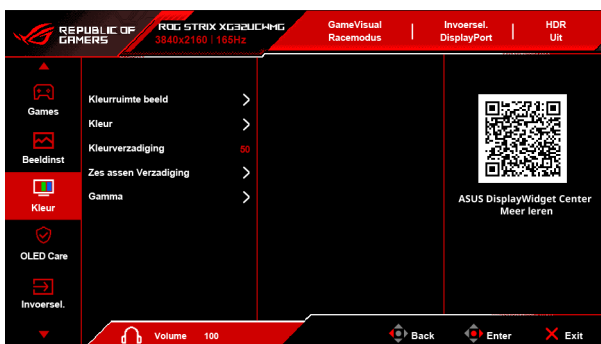 REPUBLIC OF
GAMERS
ROG STRIX XG32UCWMG
3840x2160 | 165Hz
GameVisual
Racemodus
Invoersel.
DisplayPort
HDR
Uit
Games
Beeldinst
Kleur
OLED Care
Invoersel.
Kleurruimte beeld
Kleur
Kleurverzadiging 50
Zes assen Verzadiging
Gamma
ASUS DisplayWidget Center
Meer leren
Volume 100
Back
Enter
Exit